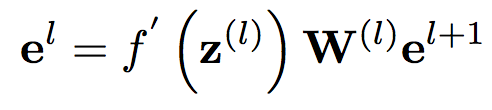 e^l = f′ (z^(l)) W^(l) e^l+1